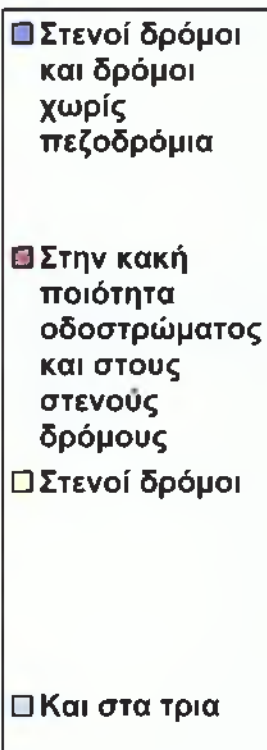 Στενοί δρόμοι
και δρόμοι
χωρίς
πεζοδρόμια
Στην κακή
ποιότητα
οδοστρώματος
και στους
στενούς
δρόμους
Στενοί δρόμοι
Και στα τρια